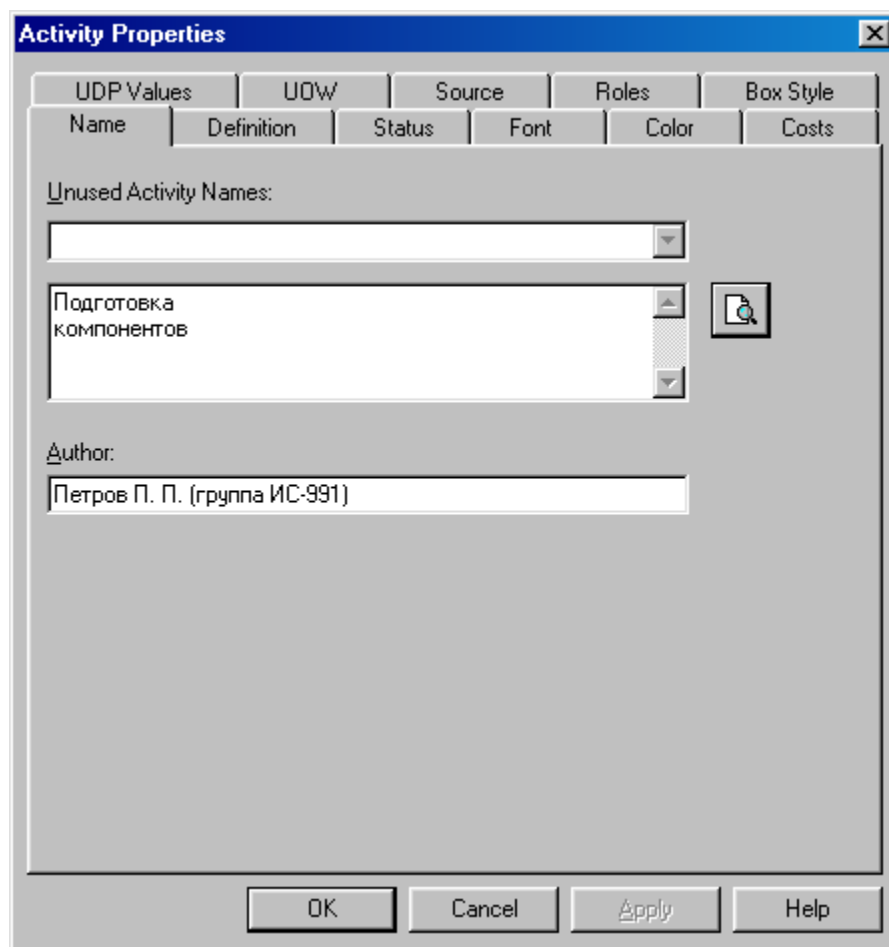 Activity Properties
UDP Values UOW Source Roles Box Style
Name Definition Status Font Color Costs
Unused Activity Names:
Подготовка
компонентов
Author:
Петров П. П. (группа ИС-991)
OK Cancel Apply Help